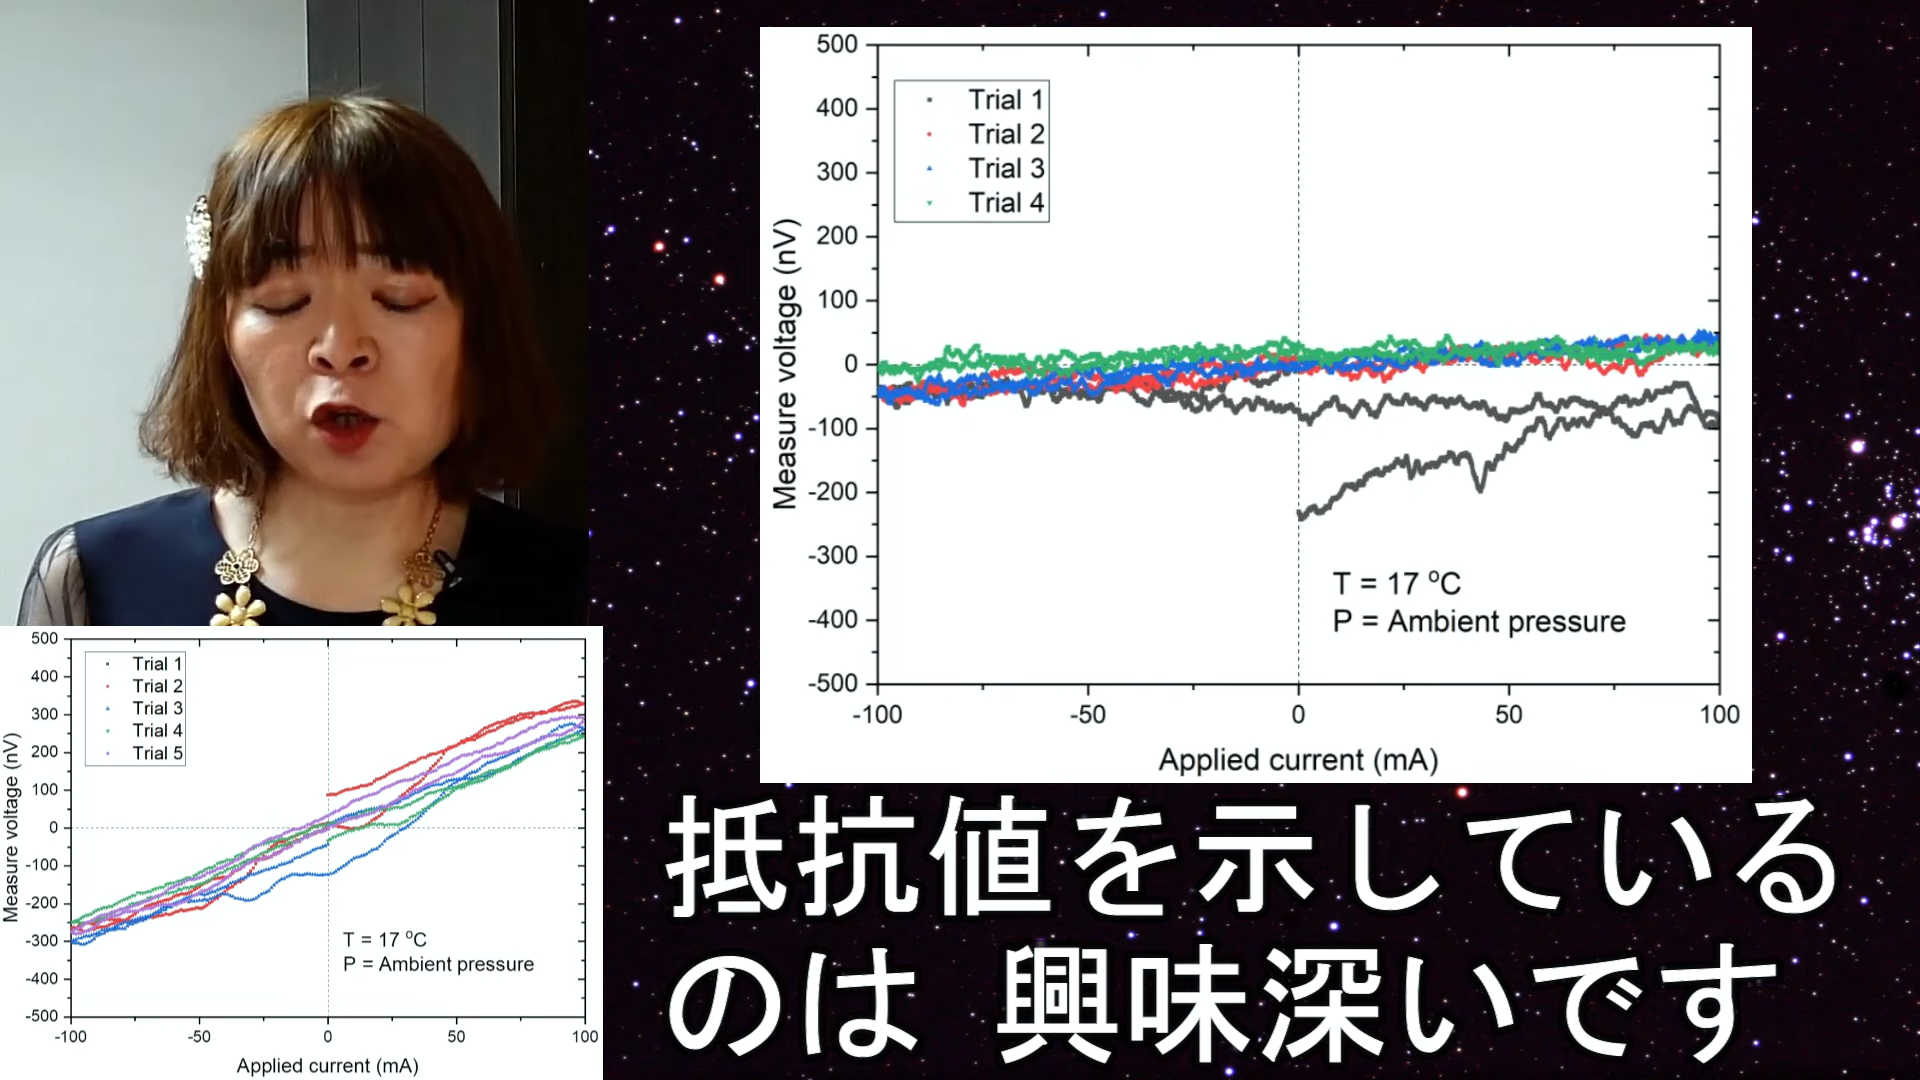 500
400
300
200
100
0
-100
-200
-300
-400
-500
Measure voltage (nV)
Trial 1
Trial 2
Trial 3
Trial 4
T = 17 ºC
P = Ambient pressure
-100
-50
0
50
100
Applied current (mA)
500
400
300
200
100
0
-100
-200
-300
-400
-500
Measure voltage (nV)
Trial 1
Trial 2
Trial 3
Trial 4
Trial 5
T = 17 ºC
P = Ambient pressure
-100
-50
0
50
100
Applied current (mA)
抵抗値を示している
のは 興味深いです